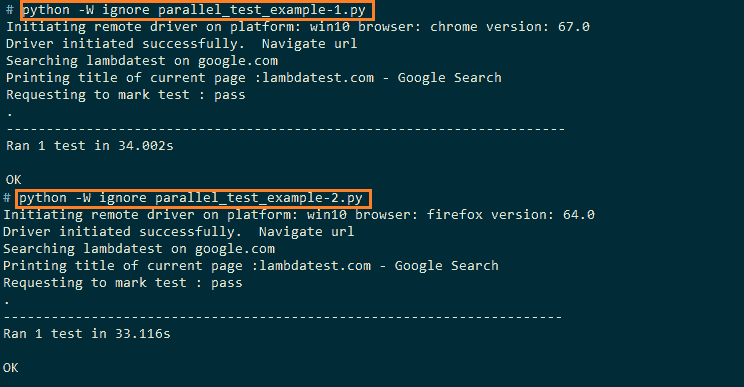 # python -W ignore parallel_test_example-1.py
Initiating remote driver on platform: win10 browser: chrome version: 67.0
Driver initiated successfully.  Navigate url
Searching lambdatest on google.com
Printing title of current page :lambdatest.com - Google Search
Requesting to mark test : pass
.
----------------------------------------------------------------------
Ran 1 test in 34.002s
OK
# python -W ignore parallel_test_example-2.py
Initiating remote driver on platform: win10 browser: firefox version: 64.0
Driver initiated successfully.  Navigate url
Searching lambdatest on google.com
Printing title of current page :lambdatest.com - Google Search
Requesting to mark test : pass
.
----------------------------------------------------------------------
Ran 1 test in 33.116s
OK